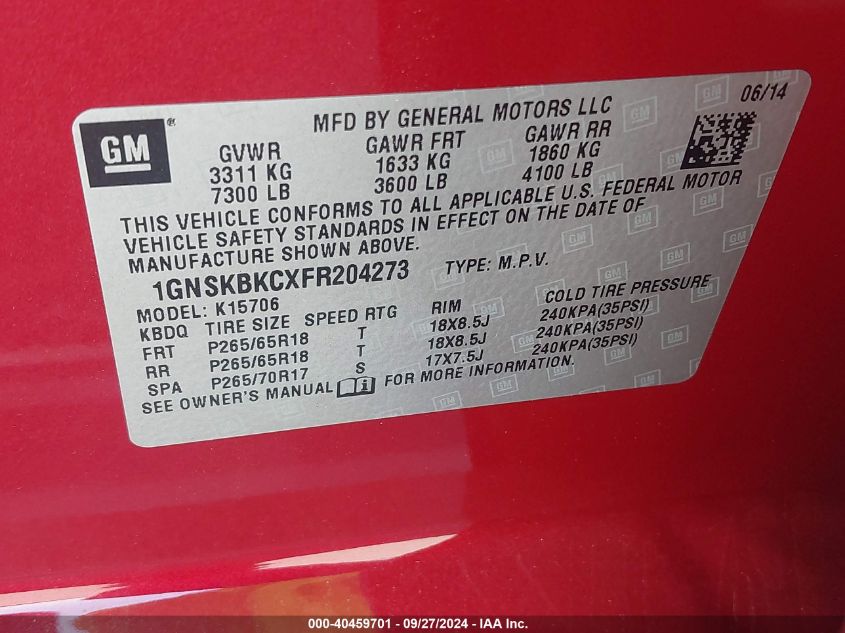 GM
®
MFD BY GENERAL MOTORS LLC
06/14
GVWR GAWR FRT GAWR RR
3311 KG 1633 KG 1860 KG
7300 LB 3600 LB 4100 LB
THIS VEHICLE CONFORMS TO ALL APPLICABLE U.S. FEDERAL MOTOR
VEHICLE SAFETY STANDARDS IN EFFECT ON THE DATE OF
MANUFACTURE SHOWN ABOVE.
1GNSKBKCXFR204273 TYPE: M.P.V.
MODEL: K15706
KBDQ TIRE SIZE SPEED RTG RIM COLD TIRE PRESSURE
FRT P265/65R18 T 18X8.5J 240KPA(35PSI)
RR P265/65R18 T 18X8.5J 240KPA(35PSI)
SPA P265/70R17 S 17X7.5J 240KPA(35PSI)
SEE OWNER'S MANUAL i FOR MORE INFORMATION.
000-40459701 - 09/27/2024 - IAA Inc.